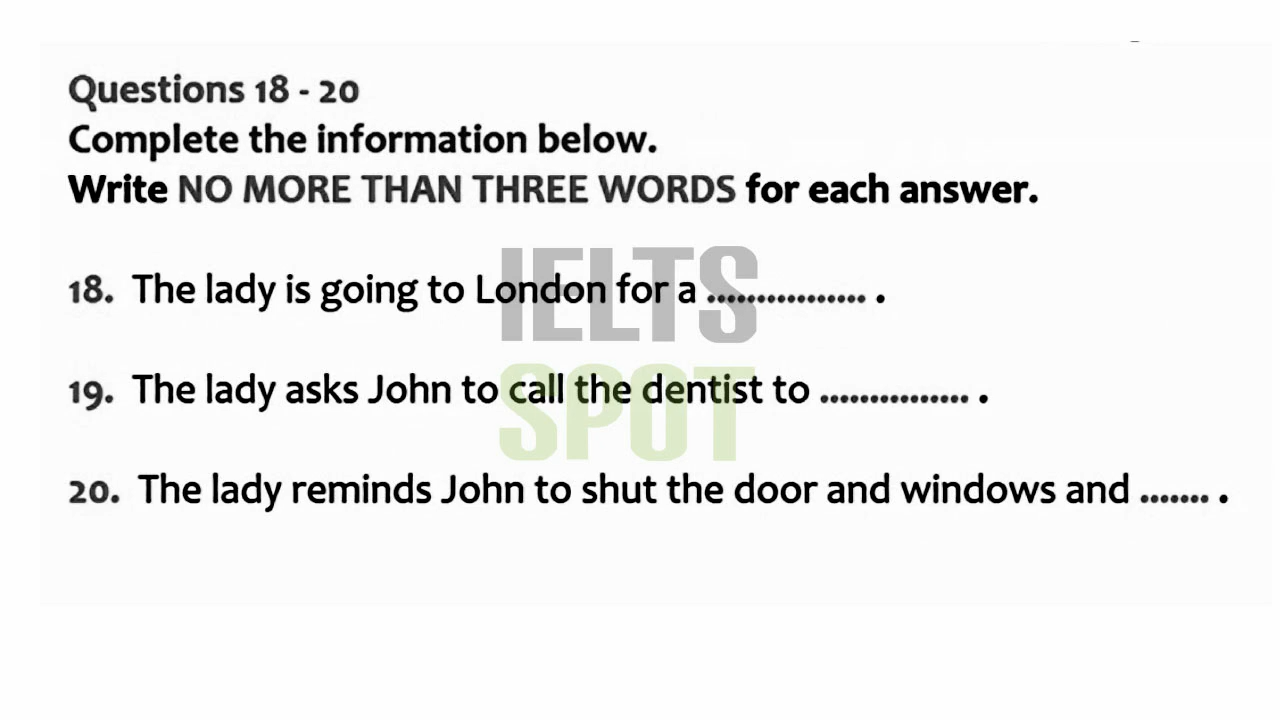 Questions 18 - 20
Complete the information below.
Write NO MORE THAN THREE WORDS for each answer.
IELTS
18. The lady is going to London for a ................ .
SPOT
19. The lady asks John to call the dentist to ............... .
20. The lady reminds John to shut the door and windows and ....... .